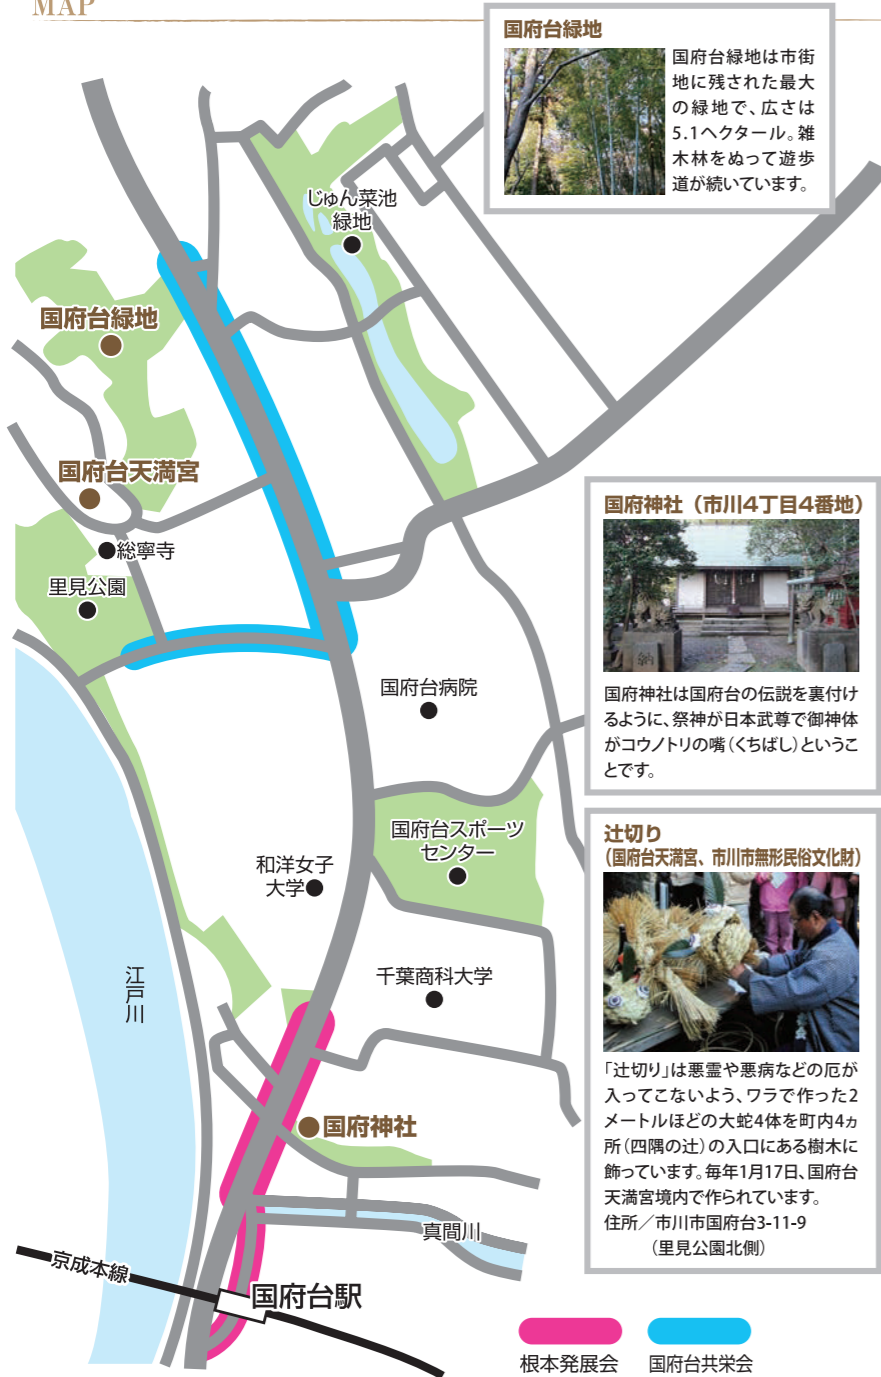 MAP
国府台緑地
国府台緑地は市街
地に残された最大
の緑地で、広さは
5.1ヘクタール。雑
木林をぬって遊歩
道が続いています。
じゅん菜池
緑地
国府台緑地
国府台天満宮
総寧寺
里見公園
国府神社（市川4丁目4番地）
国府神社は国府台の伝説を裏付け
るように、祭神が日本武尊で御神体
がコウノトリの嘴（くちばし）というこ
とです。
国府台病院
国府台スポーツ
センター
和洋女子
大学
千葉商科大学
江戸川
辻切り
（国府台天満宮、市川市無形民俗文化財）
「辻切り」は悪霊や悪病などの厄が
入ってこないよう、ワラで作った2
メートルほどの大蛇4体を町内4ヵ
所（四隅の辻）の入口にある樹木に
飾っています。毎年1月17日、国府台
天満宮境内で作られています。
住所／市川市国府台3-11-9
（里見公園北側）
国府神社
真間川
京成本線
国府台駅
根本発展会
国府台共栄会